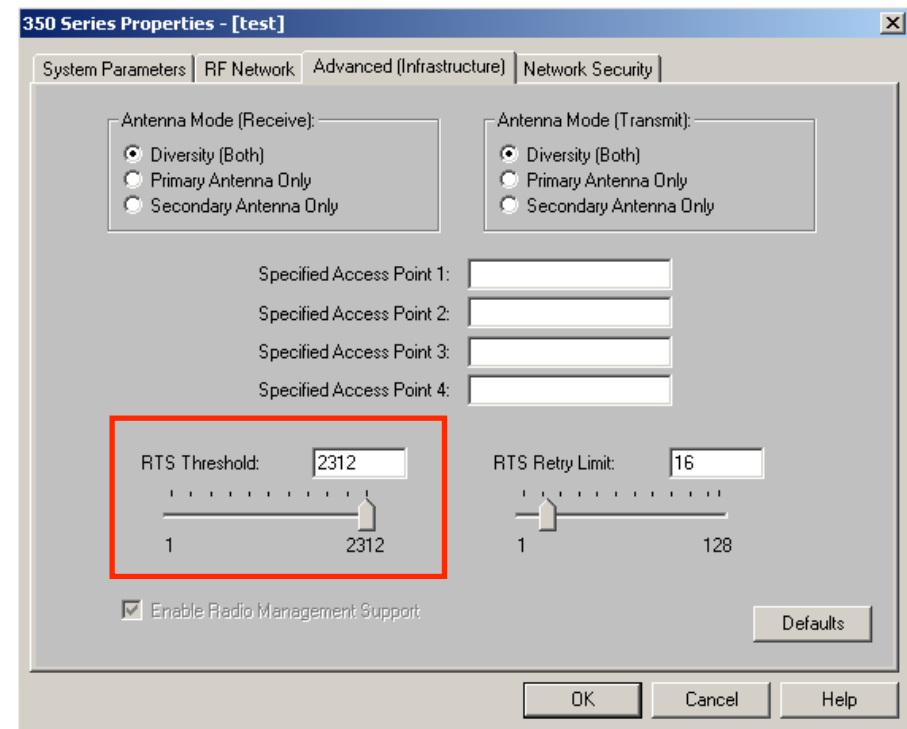 350 Series Properties - [test]
System Parameters RF Network Advanced (Infrastructure) Network Security
Antenna Mode (Receive): Antenna Mode (Transmit):
Diversity (Both) Diversity (Both)
Primary Antenna Only Primary Antenna Only
Secondary Antenna Only Secondary Antenna Only
Specified Access Point 1:
Specified Access Point 2:
Specified Access Point 3:
Specified Access Point 4:
RTS Threshold: 2312 RTS Retry Limit: 16
1 2312 1 128
Enable Radio Management Support
Defaults
OK Cancel Help